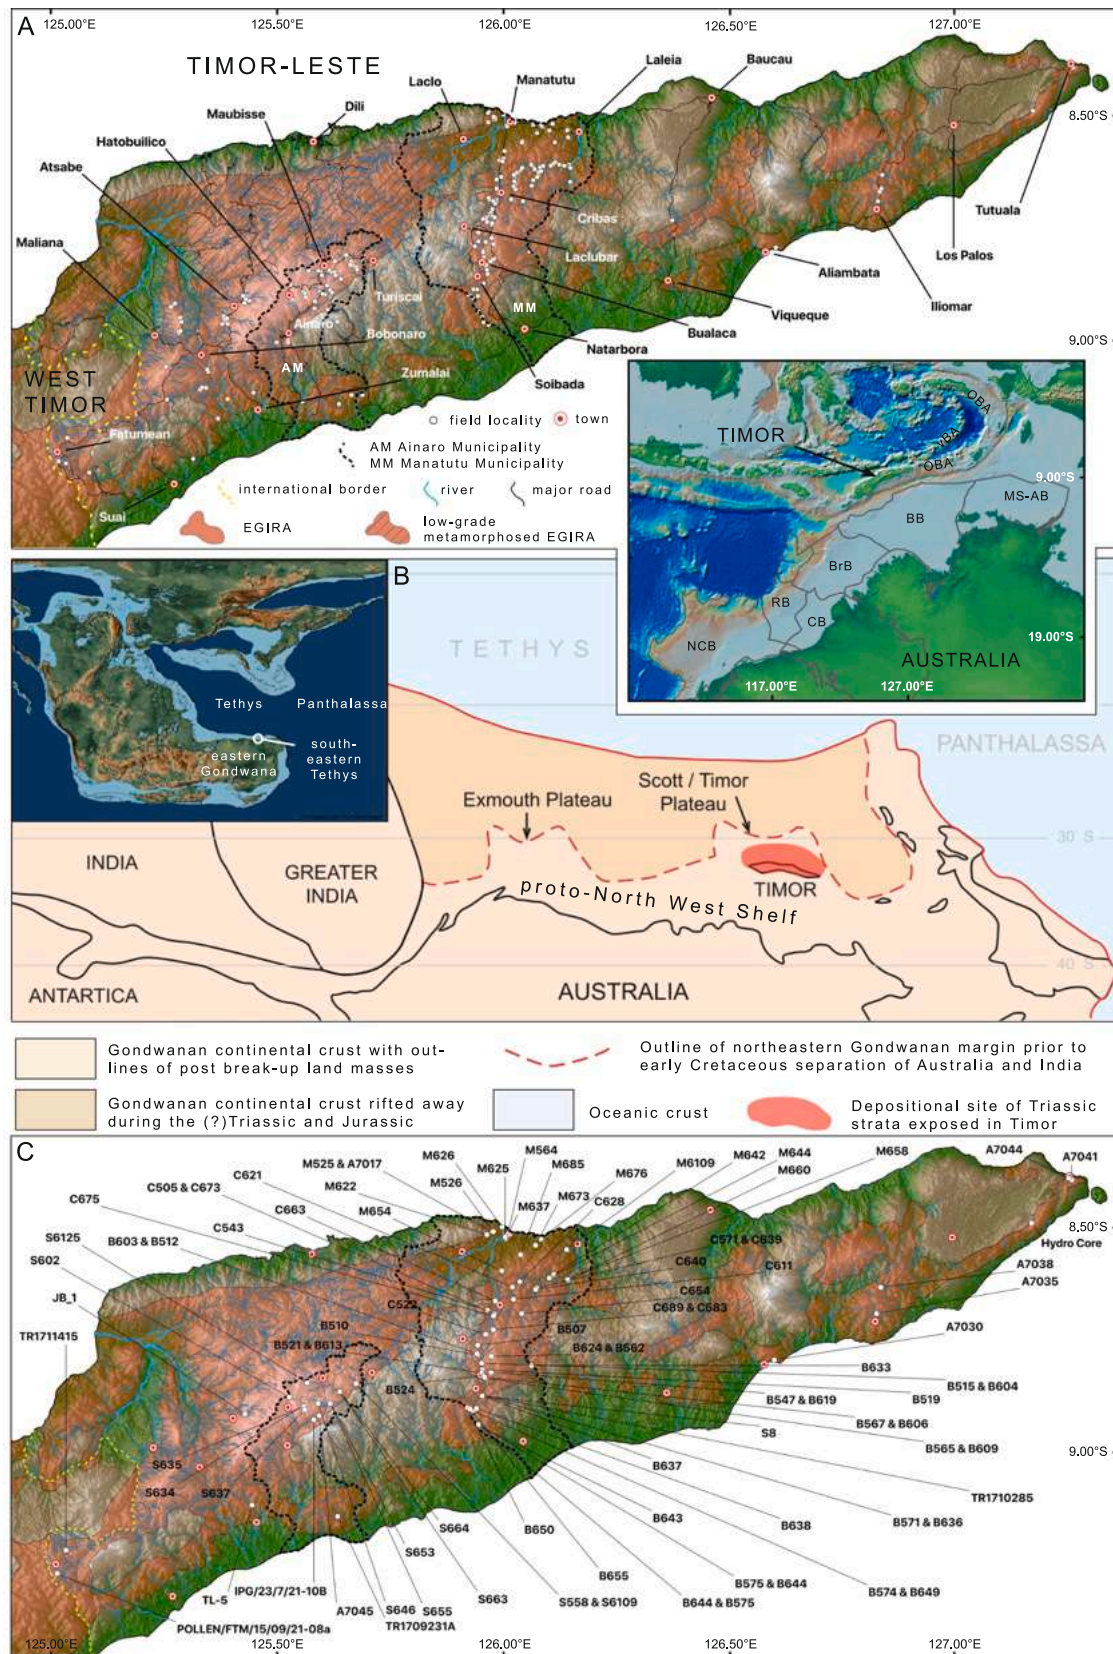 A
125.00°E
125.50°E
126.00°E
126.50°E
127.00°E
TIMOR-LESTE
Laclo
Manatutu
Laleia
Baucau
Maubisse
Dili
8.50°S
Hatobuilico
Atsabe
Cribas
Tutuala
Maliana
Laclubar
Los Palos
Turiscai
Aliambata
Iliomar
MM
Viqueque
Ainaro
Bobonaro
Bualaca
Natarbora
9.00°S
AM
Zumalai
Soibada
WEST
TIMOR
Fatumean
Suai
field locality
town
AM Ainaro Municipality
MM Manatutu Municipality
international border
river
major road
EGIRA
low-grade
metamorphosed EGIRA
TIMOR
OBA
vBA
OBA
9.00°S
MS-AB
BB
BrB
RB
CB
NCB
19.00°S
AUSTRALIA
117.00°E
127.00°E
B
TETHYS
Tethys
Panthalassa
eastern
Gondwana
south-
eastern
Tethys
PANTHALASSA
Scott / Timor
Plateau
Exmouth Plateau
30°S
INDIA
GREATER
INDIA
TIMOR
proto-North West Shelf
40°S
ANTARTICA
AUSTRALIA
Gondwanan continental crust with out-
lines of post break-up land masses
Outline of northeastern Gondwanan margin prior to
early Cretaceous separation of Australia and India
Gondwanan continental crust rifted away
during the (?)Triassic and Jurassic
Oceanic crust
Depositional site of Triassic
strata exposed in Timor
C
M564
M626
M625
M685
M642
M644
M658
A7044
A7041
C621
M525 & A7017
M526
M676
M6109
M660
C505 & C673
M622
M637
M673
C628
C675
C663
M654
C543
8.50°S
S6125
B603 & B512
C571 & C639
Hydro Core
S602
C640
C611
A7038
JB_1
C522
C654
A7035
C689 & C683
B510
B507
A7030
TR1711415
B521 & B613
B624 & B562
B633
B524
B515 & B604
B547 & B619
B519
B567 & B606
S8
B565 & B609
9.00°S
S635
B637
S634
S637
TR1710285
B643
B638
B571 & B636
S664
B650
S653
B655
B575 & B644
B574 & B649
IPG/23/7/21-10B
TL-5
S663
S558 & S6109
B644 & B575
A7045
S646
S655
TR1709231A
POLLEN/FTM/15/09/21-08a
125.00°E
125.50°E
126.00°E
126.50°E
127.00°E